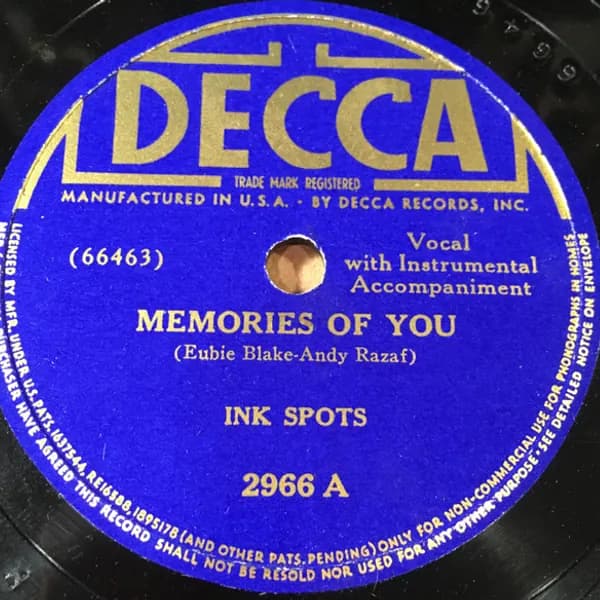 DECCA
TRADE MARK REGISTERED
MANUFACTURED IN U.S.A. · BY DECCA RECORDS, INC.
(66463)
Vocal
with Instrumental
Accompaniment
MEMORIES OF YOU
(Eubie Blake-Andy Razaf)
INK SPOTS
2966 A
LICENSED BY MFR. UNDER U.S. PATS. 1637544, RE16588, 1895178 (AND OTHER PATS. PENDING) ONLY FOR NON-COMMERCIAL USE FOR PHONOGRAPHS IN HOMES.
PURCHASER HAVE AGREED THIS RECORD SHALL NOT BE RESOLD NOR USED FOR ANY OTHER PURPOSE · SEE DETAILED NOTICE ON ENVELOPE